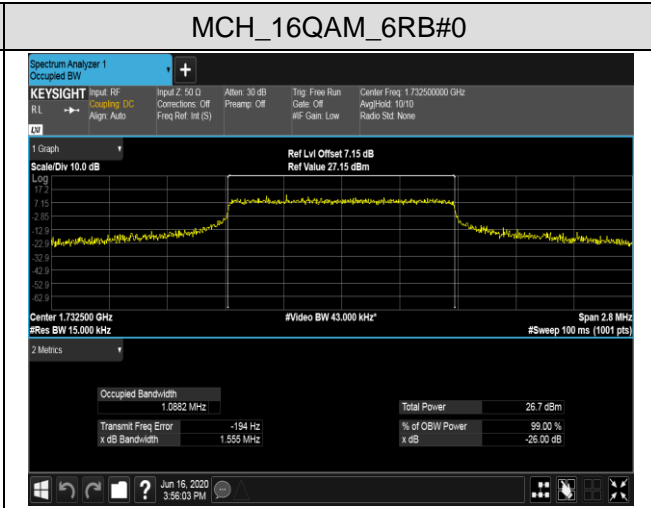 MCH_16QAM_6RB#0
Spectrum Analyzer 1
Occupied BW
+
KEYSIGHT
RL
LXI
Input: RF
Coupling: DC
Align: Auto
Input Z: 50 Ω
Corrections: Off
Freq Ref: Int (S)
Atten: 30 dB
Preamp: Off
Trig: Free Run
Gate: Off
#IF Gain: Low
Center Freq: 1.732500000 GHz
Avg|Hold: 10/10
Radio Std: None
1 Graph
Scale/Div 10.0 dB
Ref Lvl Offset 7.15 dB
Ref Value 27.15 dBm
Log
17.2
7.15
-2.85
-12.9
-22.9
-32.9
-42.9
-52.9
-62.9
Center 1.732500 GHz
#Video BW 43.000 kHz*
Span 2.8 MHz
#Res BW 15.000 kHz
#Sweep 100 ms (1001 pts)
2 Metrics
Occupied Bandwidth
1.0882 MHz
Total Power 26.7 dBm
Transmit Freq Error -194 Hz
% of OBW Power 99.00 %
x dB Bandwidth 1.555 MHz
x dB -26.00 dB
?
Jun 16, 2020
3:56:03 PM